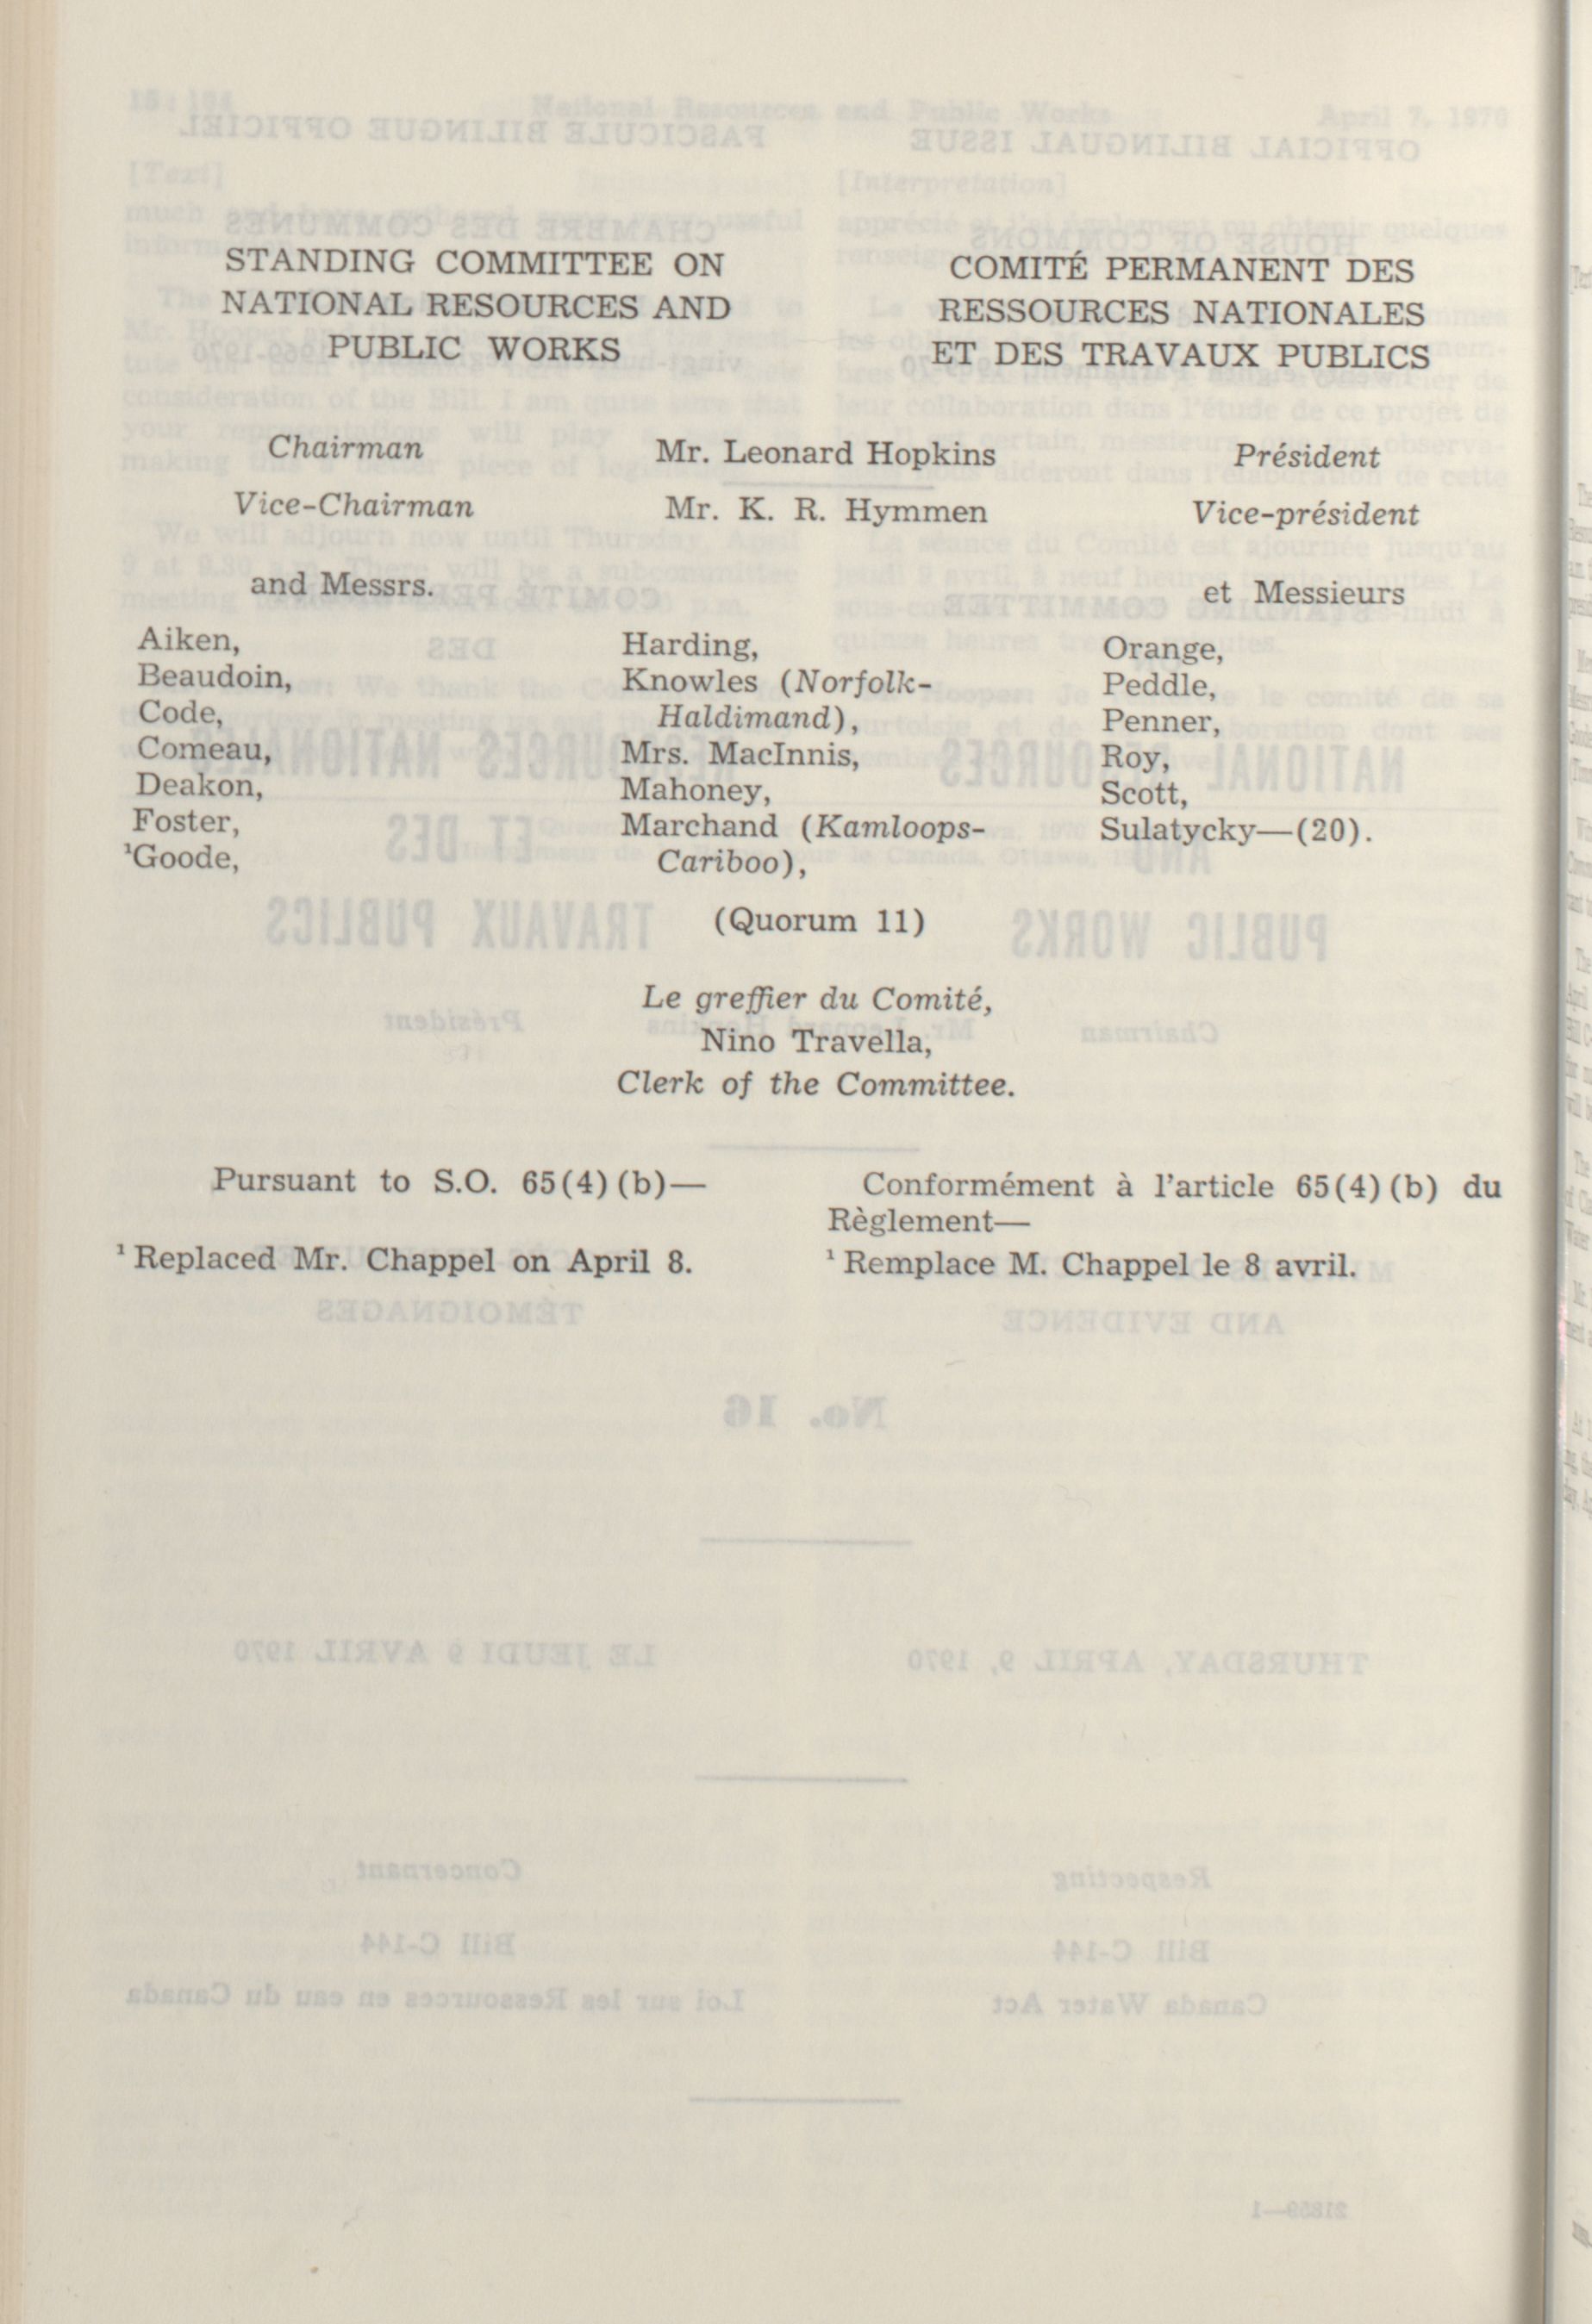 STANDING COMMITTEE ON
NATIONAL RESOURCES AND
PUBLIC WORKS
COMITÉ PERMANENT DES
RESSOURCES NATIONALES
ET DES TRAVAUX PUBLICS
Chairman Mr. Leonard Hopkins Président
Vice-Chairman Mr. K. R. Hymmen Vice-président
and Messrs. et Messieurs
Aiken,
Beaudoin,
Code,
Comeau,
Deakon,
Foster,
¹Goode,
Harding,
Knowles (Norfolk-
Haldimand),
Mrs. MacInnis,
Mahoney,
Marchand (Kamloops-
Cariboo),
Orange,
Peddle,
Penner,
Roy,
Scott,
Sulatycky—(20).
(Quorum 11)
Le greffier du Comité,
Nino Travella,
Clerk of the Committee.
Pursuant to S.O. 65(4)(b)—
¹ Replaced Mr. Chappel on April 8.
Conformément à l'article 65(4)(b) du
Règlement—
¹ Remplace M. Chappel le 8 avril.